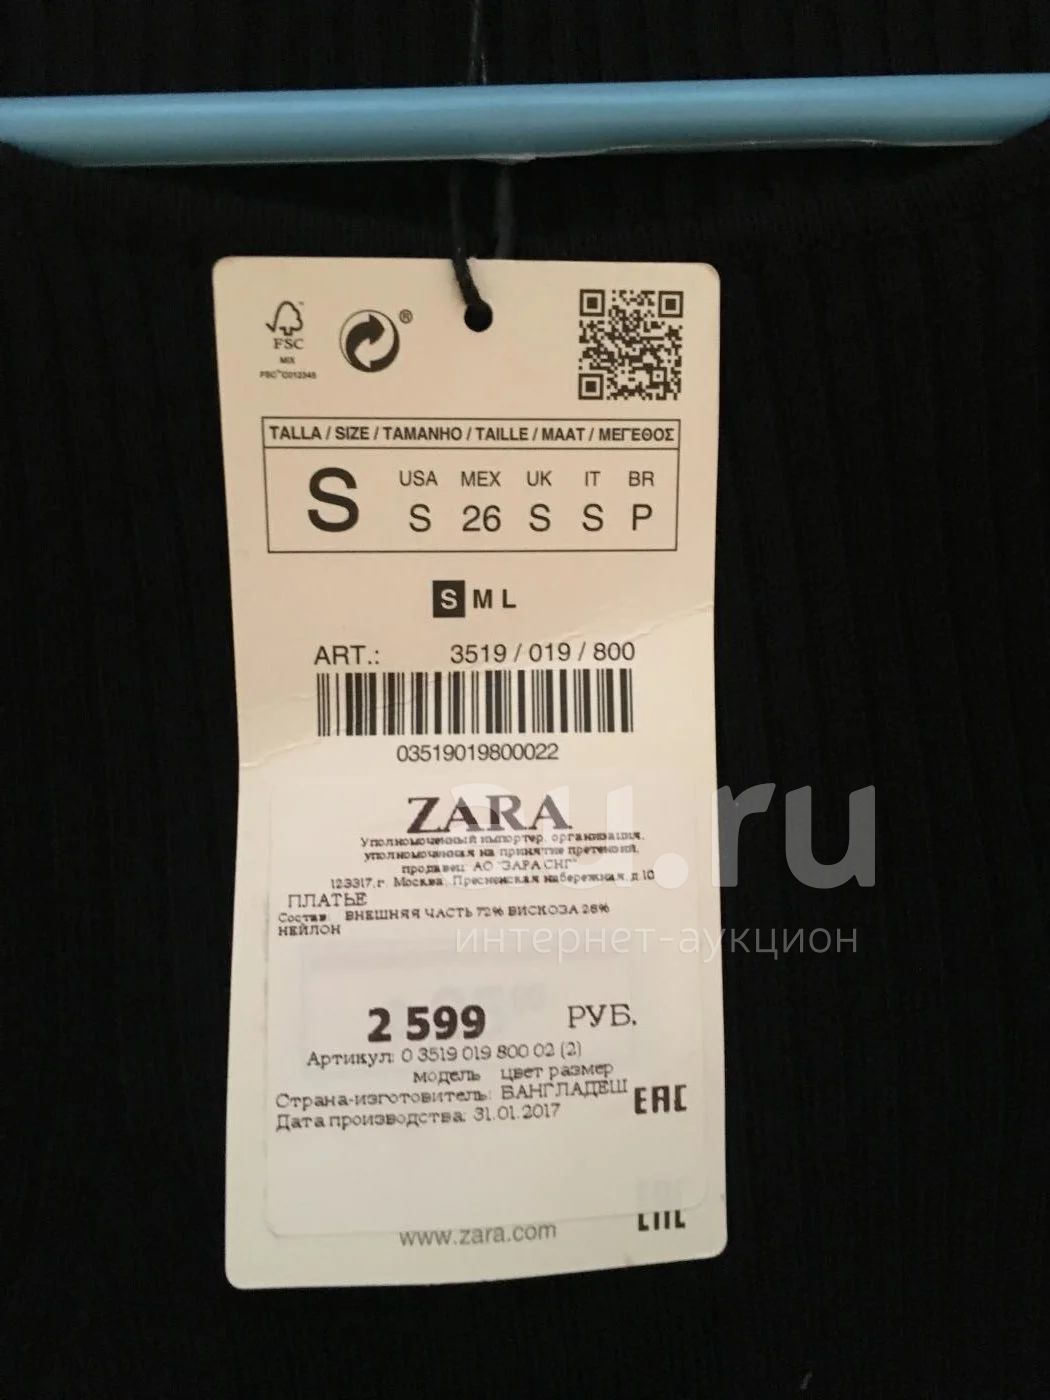 FSC
MIX
FSC™ C012345
®
TALLA / SIZE / TAMANHO / TAILLE / MAAT / ΜΕΓΕΘΟΣ
S
USA MEX UK IT BR
S 26 S S P
S M L
ART.: 3519 / 019 / 800
03519019800022
ZARA
Уполномоченный импортер, организация,
уполномоченная на принятие претензий,
продавец: АО "ЗАРА СНГ"
123317, г. Москва, Пресненская набережная, д.10
ПЛАТЬЕ
Состав: ВНЕШНЯЯ ЧАСТЬ 72% ВИСКОЗА 28%
НЕЙЛОН
2 599 РУБ.
Артикул: 0 3519 019 800 02 (2)
модель цвет размер
Страна-изготовитель: БАНГЛАДЕШ
Дата производства: 31.01.2017
EAC
EAC
www.zara.com
au.ru
интернет-аукцион